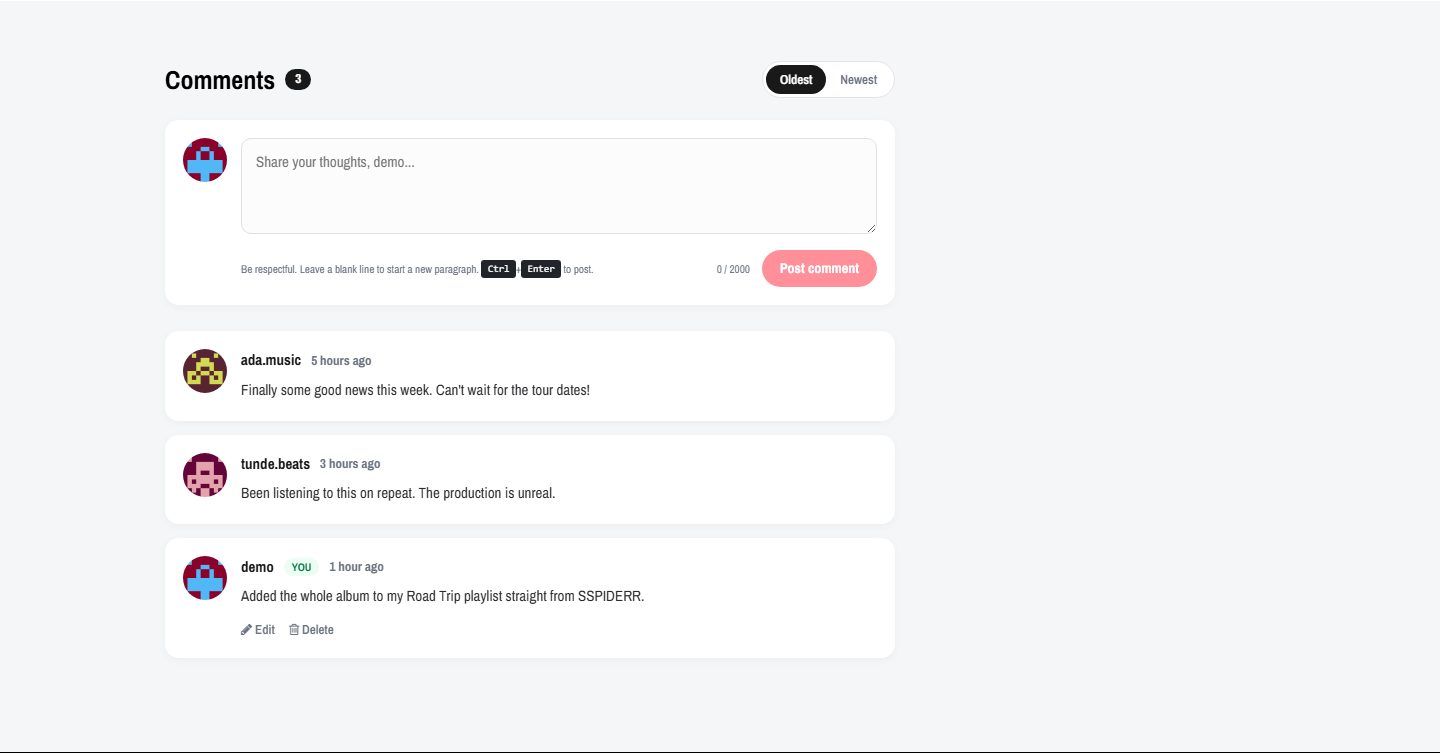 Comments 3
Oldest Newest
Share your thoughts, demo...
Be respectful. Leave a blank line to start a new paragraph. Ctrl+Enter to post.
0 / 2000
Post comment
ada.music 5 hours ago
Finally some good news this week. Can't wait for the tour dates!
tunde.beats 3 hours ago
Been listening to this on repeat. The production is unreal.
demo YOU 1 hour ago
Added the whole album to my Road Trip playlist straight from SSPIDERR.
Edit Delete